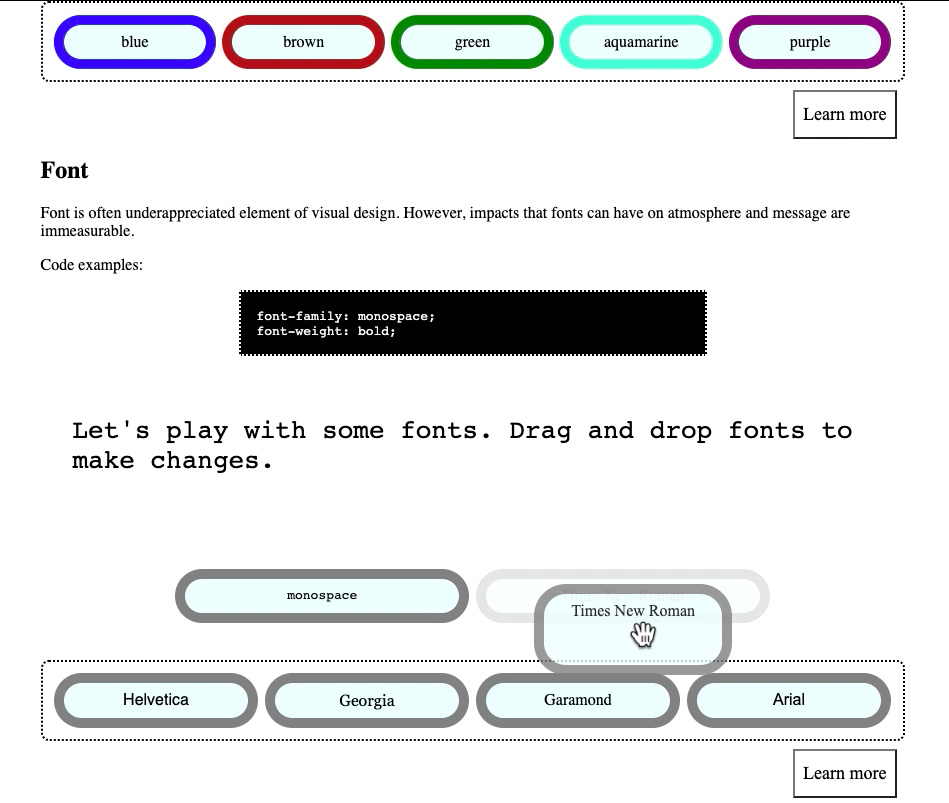 blue brown green aquamarine purple
Learn more
Font
Font is often underappreciated element of visual design. However, impacts that fonts can have on atmosphere and message are
immeasurable.
Code examples:
font-family: monospace;
font-weight: bold;
Let's play with some fonts. Drag and drop fonts to
make changes.
monospace Times New Roman
Times New Roman
Helvetica Georgia Garamond Arial
Learn more